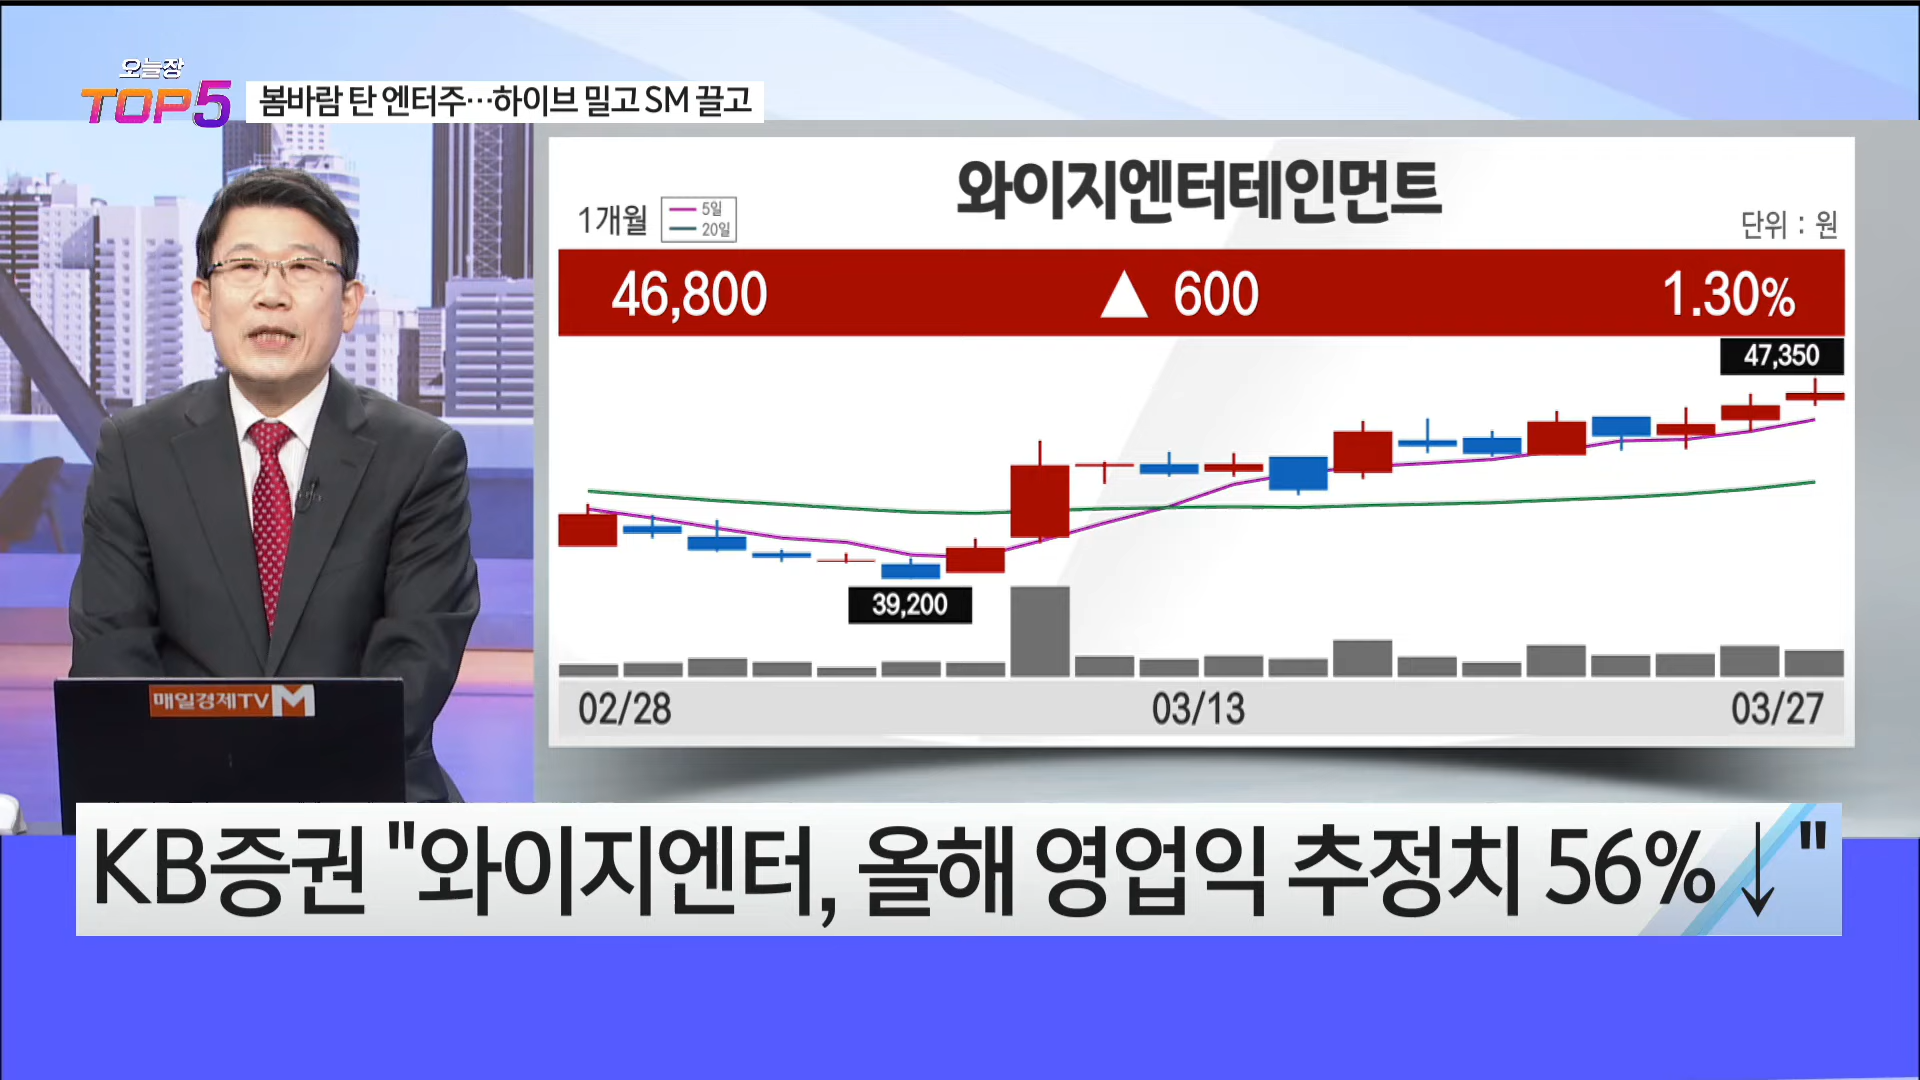 오늘장
TOP5
봄바람 탄 엔터주…하이브 밀고 SM 끌고
와이지엔터테인먼트
1개월
5일
20일
단위 : 원
46,800 ▲ 600 1.30%
47,350
39,200
02/28 03/13 03/27
매일경제TV M
KB증권 "와이지엔터, 올해 영업익 추정치 56%↓"